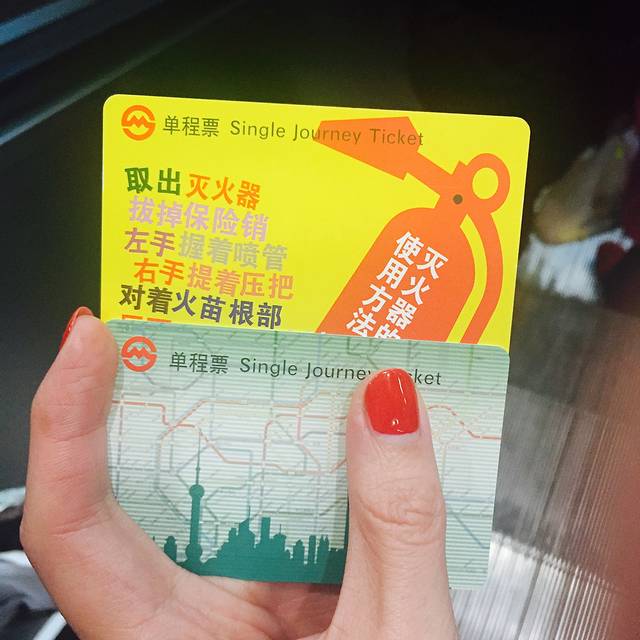 单程票 Single Journey Ticket
取出灭火器
拔掉保险销
左手握着喷管
右手提着压把
对着火苗根部
灭火器的
使用方法
单程票 Single Journey Ticket